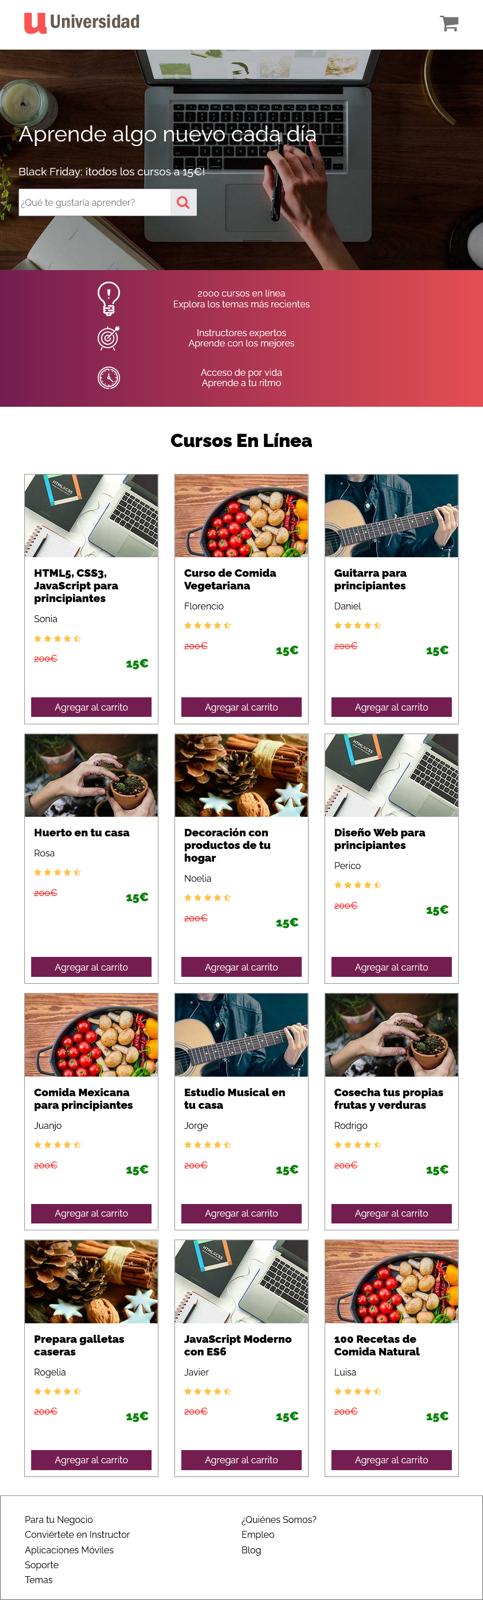 u Universidad
Aprende algo nuevo cada día
Black Friday: ¡todos los cursos a 15€!
¿Qué te gustaría aprender?
2000 cursos en línea
Explora los temas más recientes
Instructores expertos
Aprende con los mejores
Acceso de por vida
Aprende a tu ritmo
Cursos En Línea
HTML& CSS
HTML5, CSS3,
JavaScript para
principiantes
Sonia
200€
15€
Agregar al carrito
Curso de Comida
Vegetariana
Florencio
200€
15€
Agregar al carrito
Guitarra para
principiantes
Daniel
200€
15€
Agregar al carrito
Huerto en tu casa
Rosa
200€
15€
Agregar al carrito
Decoración con
productos de tu
hogar
Noelia
200€
15€
Agregar al carrito
HTML& CSS
Diseño Web para
principiantes
Perico
200€
15€
Agregar al carrito
Comida Mexicana
para principiantes
Juanjo
200€
15€
Agregar al carrito
Estudio Musical en
tu casa
Jorge
200€
15€
Agregar al carrito
Cosecha tus propias
frutas y verduras
Rodrigo
200€
15€
Agregar al carrito
Prepara galletas
caseras
Rogelia
200€
15€
Agregar al carrito
HTML& CSS
JavaScript Moderno
con ES6
Javier
200€
15€
Agregar al carrito
100 Recetas de
Comida Natural
Luisa
200€
15€
Agregar al carrito
Para tu Negocio
Conviértete en Instructor
Aplicaciones Móviles
Soporte
Temas
¿Quiénes Somos?
Empleo
Blog